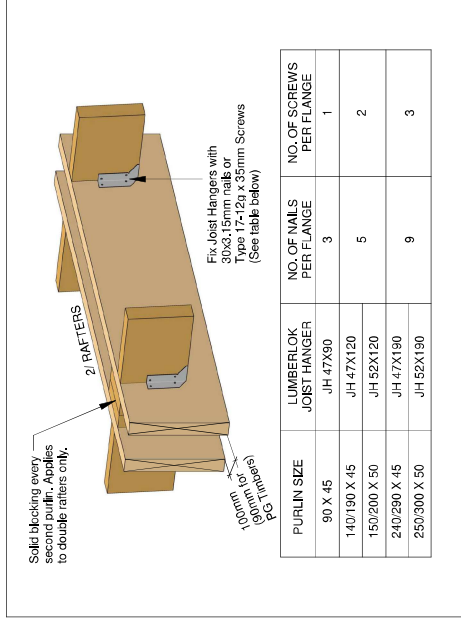 Solid blocking every
second purlin. Applies
to double rafters only.
2/ RAFTERS
Fix Joist Hangers with
30x3.15mm nails or
Type 17-12g x 35mm Screws
(See table below)
100mm
(90mm for
PG Timbers)
PURLIN SIZE LUMBERLOK JOIST HANGER NO. OF NAILS PER FLANGE NO. OF SCREWS PER FLANGE
90 X 45 JH 47X90 3 1
140/190 X 45 JH 47X120 5 2
150/200 X 50 JH 52X120
240/290 X 45 JH 47X190 9 3
250/300 X 50 JH 52X190